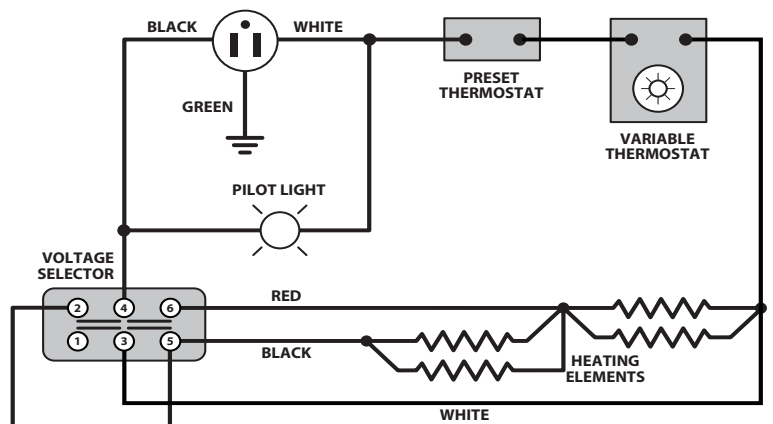 BLACK
WHITE
PRESET
THERMOSTAT
GREEN
VARIABLE
THERMOSTAT
PILOT LIGHT
VOLTAGE
SELECTOR
2 4 6
RED
1 3 5
BLACK
HEATING
ELEMENTS
WHITE